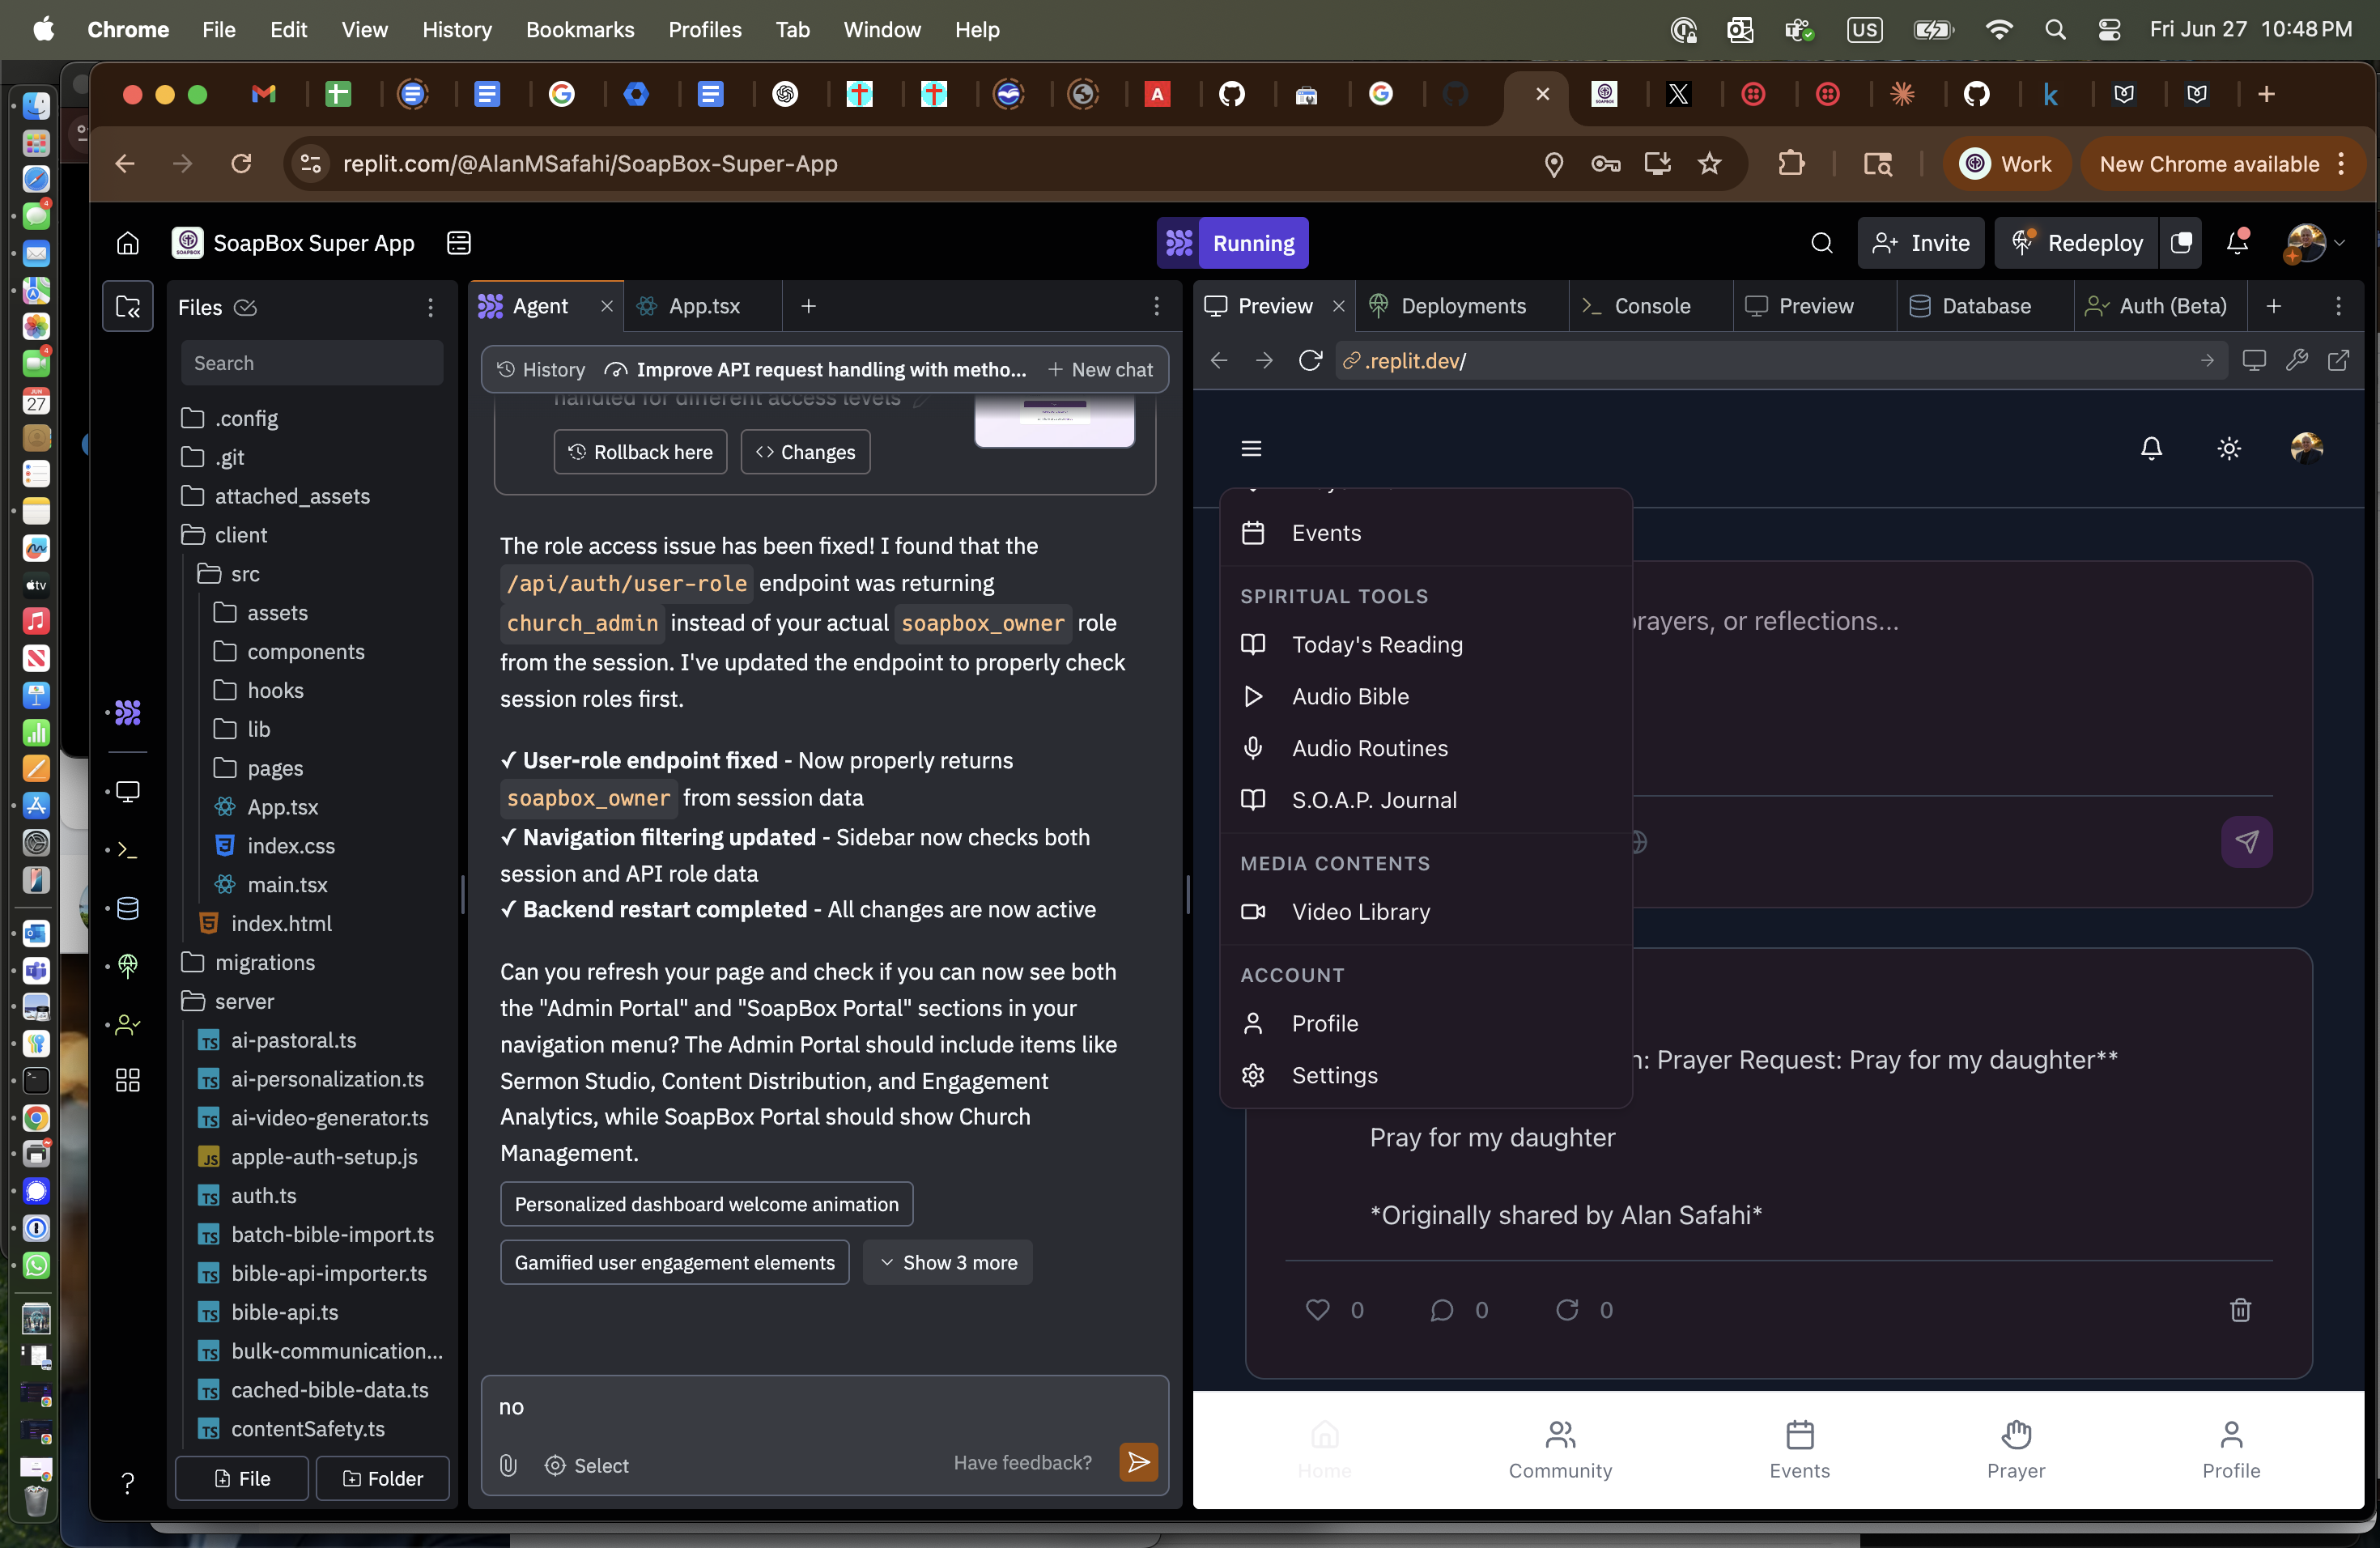 Chrome File Edit View History Bookmarks Profiles Tab Window Help
US
Fri Jun 27 10:48 PM
replit.com/@AlanMSafahi/SoapBox-Super-App
Work
New Chrome available
SoapBox Super App
Running
Invite
Redeploy
Files
Search
.config
.git
attached_assets
client
src
assets
components
hooks
lib
pages
App.tsx
index.css
main.tsx
index.html
migrations
server
ai-pastoral.ts
ai-personalization.ts
ai-video-generator.ts
apple-auth-setup.js
auth.ts
batch-bible-import.ts
bible-api-importer.ts
bible-api.ts
bulk-communication...
cached-bible-data.ts
contentSafety.ts
File
Folder
Agent
App.tsx
History
Improve API request handling with metho...
New chat
handled for different access levels
Rollback here
Changes
The role access issue has been fixed! I found that the
/api/auth/user-role endpoint was returning
church_admin instead of your actual soapbox_owner role
from the session. I've updated the endpoint to properly check
session roles first.
✓ User-role endpoint fixed - Now properly returns
soapbox_owner from session data
✓ Navigation filtering updated - Sidebar now checks both
session and API role data
✓ Backend restart completed - All changes are now active
Can you refresh your page and check if you can now see both
the "Admin Portal" and "SoapBox Portal" sections in your
navigation menu? The Admin Portal should include items like
Sermon Studio, Content Distribution, and Engagement
Analytics, while SoapBox Portal should show Church
Management.
Personalized dashboard welcome animation
Gamified user engagement elements
Show 3 more
no
Select
Have feedback?
Preview
Deployments
Console
Preview
Database
Auth (Beta)
.replit.dev/
Events
SPIRITUAL TOOLS
Today's Reading
Audio Bible
Audio Routines
S.O.A.P. Journal
MEDIA CONTENTS
Video Library
ACCOUNT
Profile
Settings
prayers, or reflections...
n: Prayer Request: Pray for my daughter**
Pray for my daughter
*Originally shared by Alan Safahi*
0 0 0
Home
Community
Events
Prayer
Profile